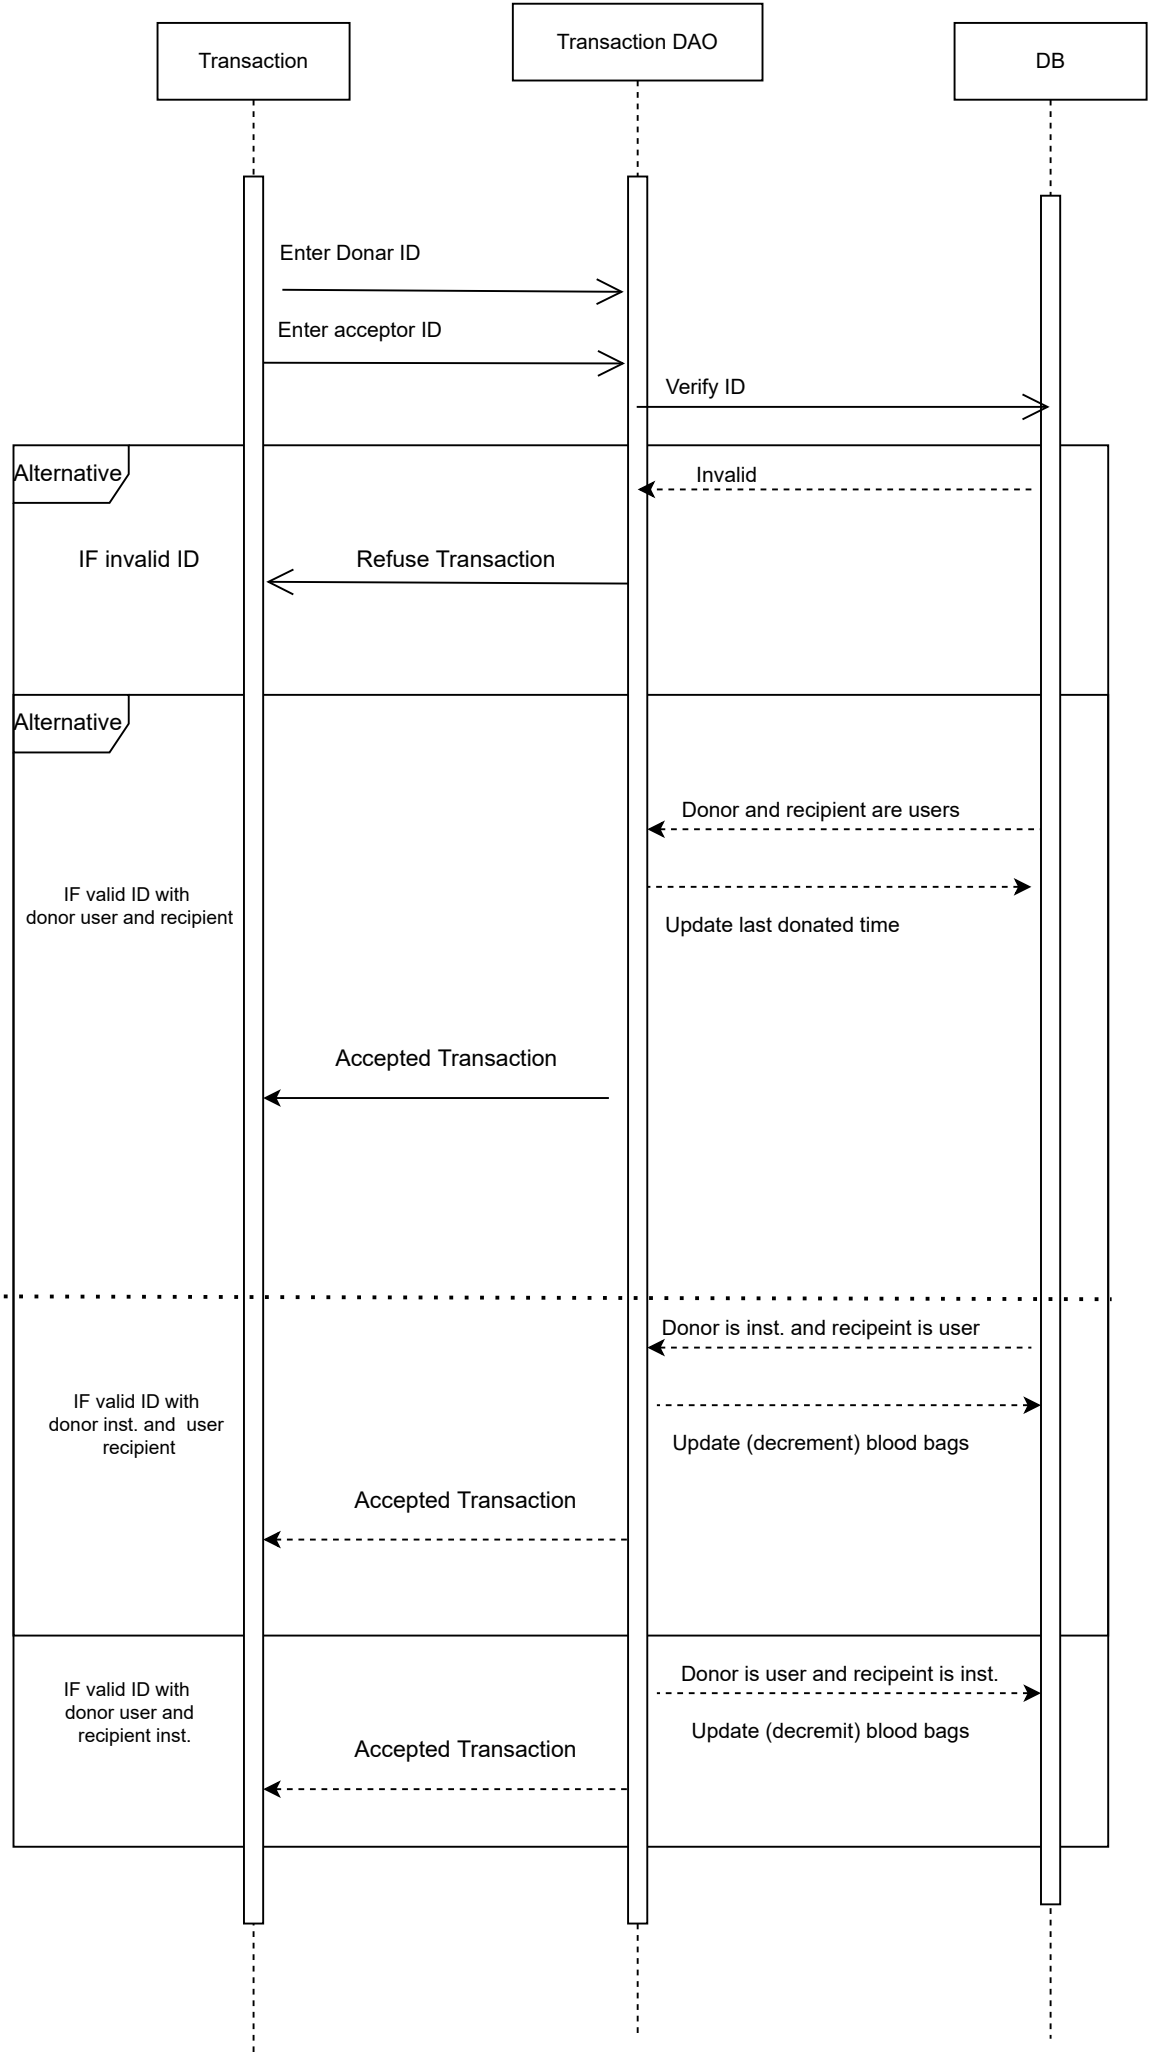 Transaction
Transaction DAO
DB
Enter Donar ID
Enter acceptor ID
Verify ID
Alternative
Invalid
IF invalid ID
Refuse Transaction
Alternative
Donor and recipient are users
IF valid ID with
donor user and recipient
Update last donated time
Accepted Transaction
Donor is inst. and recipeint is user
IF valid ID with
donor inst. and  user
recipient
Update (decrement) blood bags
Accepted Transaction
Donor is user and recipeint is inst.
IF valid ID with
donor user and
recipient inst.
Update (decremit) blood bags
Accepted Transaction